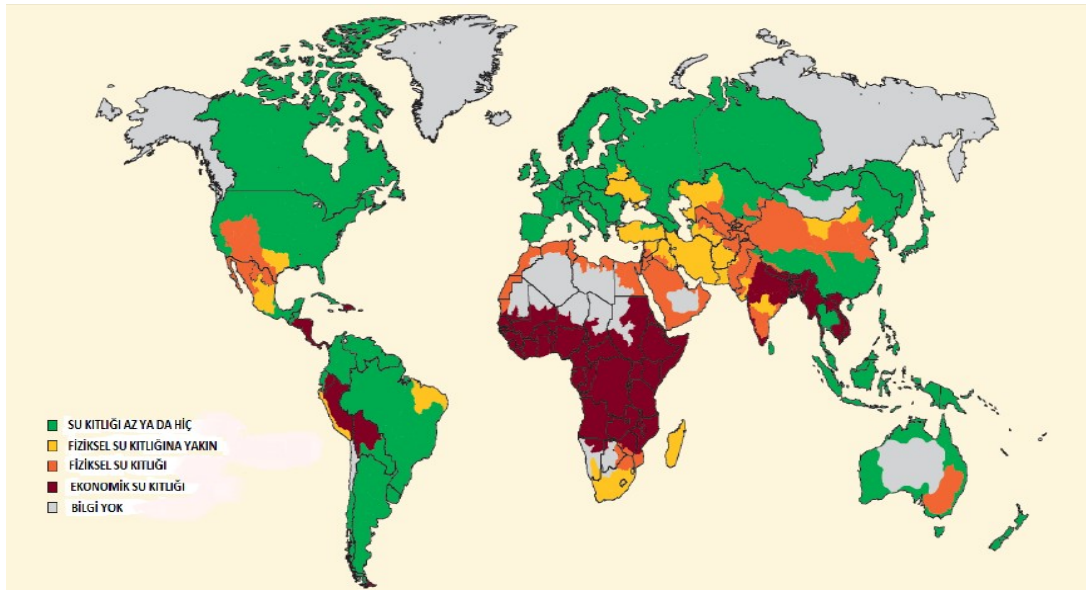 SU KITLIĞI AZ YA DA HİÇ
FİZİKSEL SU KITLIĞINA YAKIN
FİZİKSEL SU KITLIĞI
EKONOMİK SU KITLIĞI
BİLGİ YOK